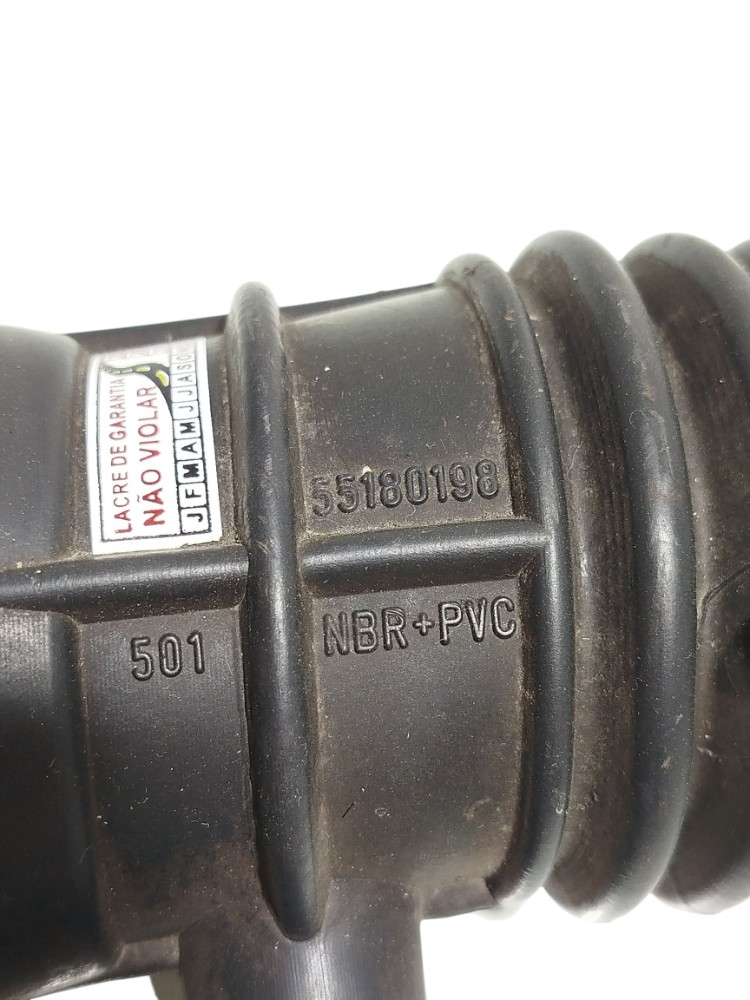 LACRE DE GARANTIA
NÃO VIOLAR
J F M A M J J A S O
55180198
501
NBR+PVC